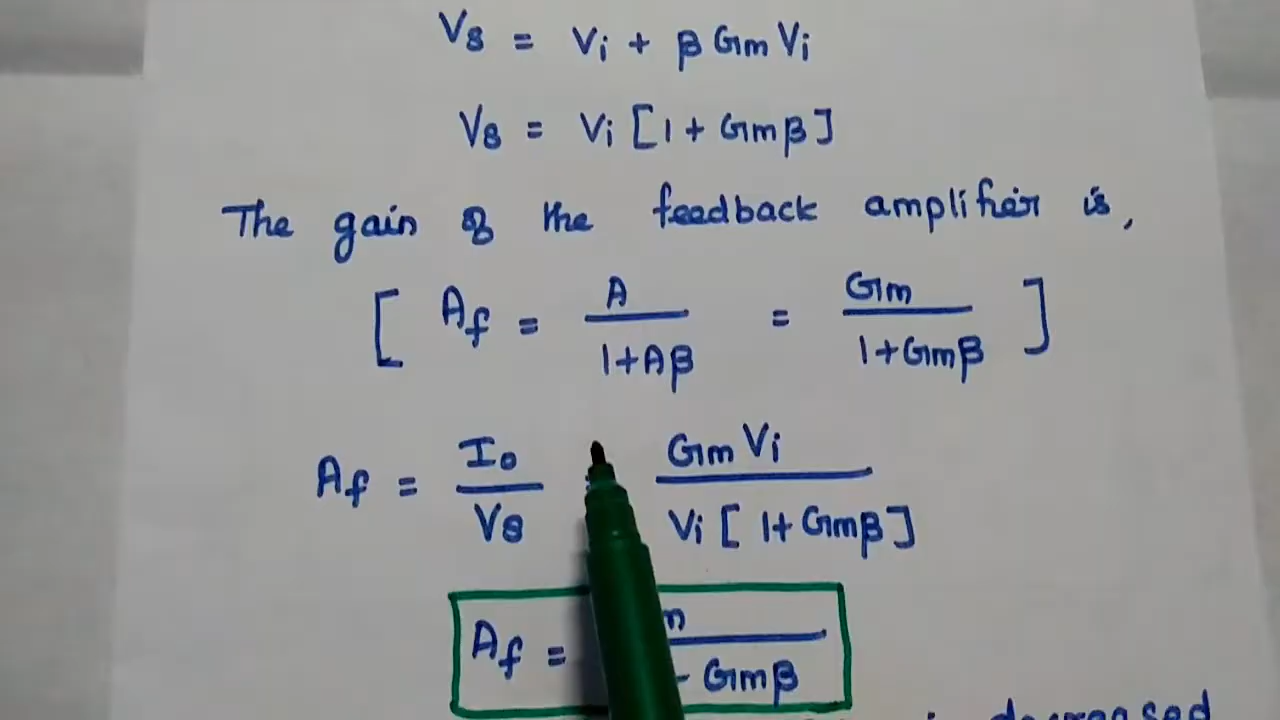 Vs = Vi + β Gm Vi
Vs = Vi [1 + Gmβ]
The gain of the feedback amplifier is,
[ Af = A / 1+Aβ = Gm / 1+Gmβ ]
Af = Io / Vs Gm Vi / Vi [ 1+ Gmβ ]
Af = Gmβ
decreased